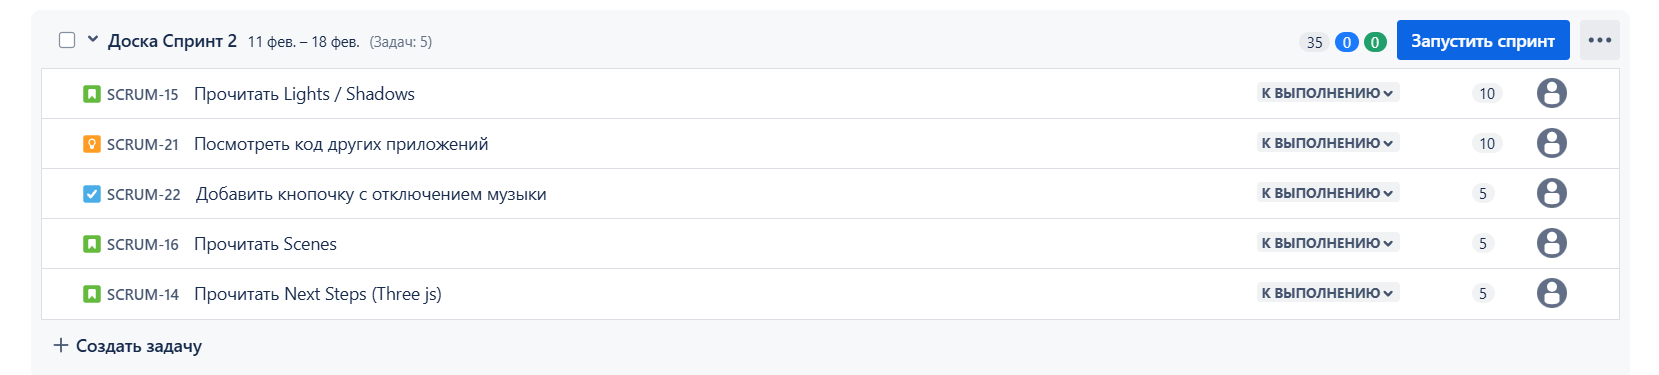 Доска Спринт 2 11 фев. – 18 фев. (Задач: 5) 35 0 0 Запустить спринт
SCRUM-15 Прочитать Lights / Shadows К ВЫПОЛНЕНИЮ 10
SCRUM-21 Посмотреть код других приложений К ВЫПОЛНЕНИЮ 10
SCRUM-22 Добавить кнопочку с отключением музыки К ВЫПОЛНЕНИЮ 5
SCRUM-16 Прочитать Scenes К ВЫПОЛНЕНИЮ 5
SCRUM-14 Прочитать Next Steps (Three js) К ВЫПОЛНЕНИЮ 5
Создать задачу